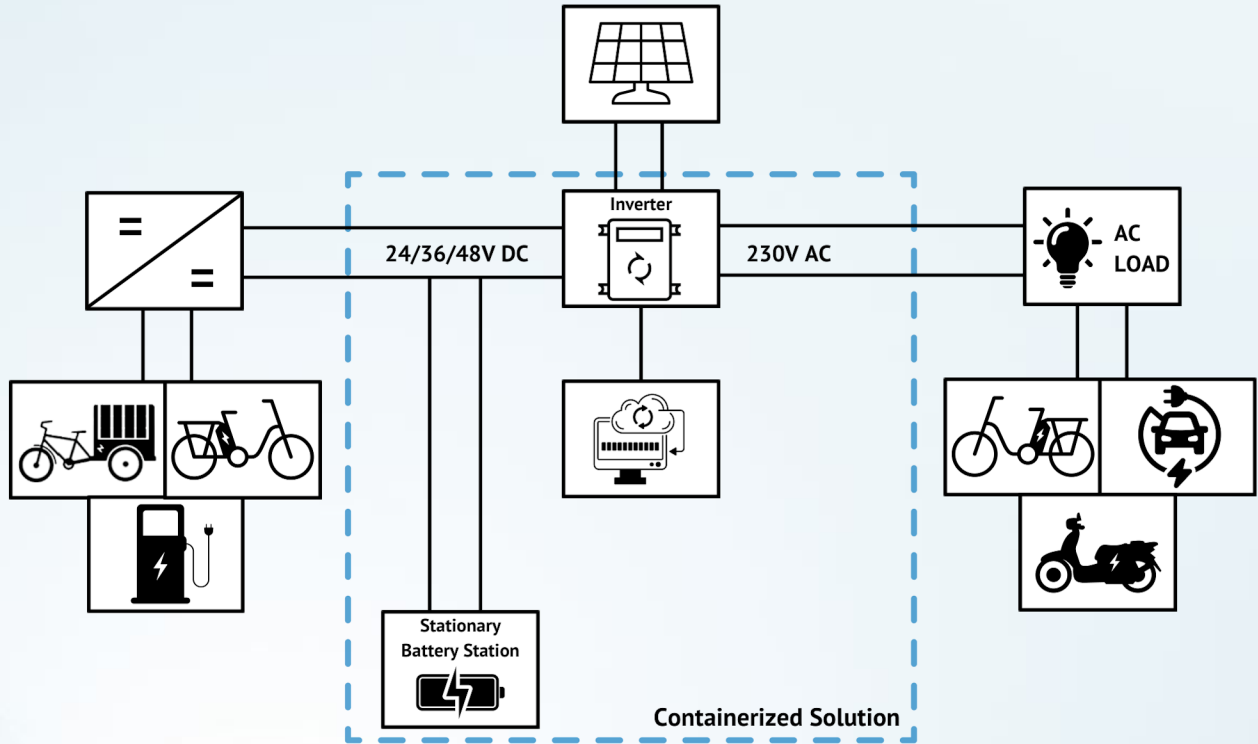 Inverter
24/36/48V DC
230V AC
AC
LOAD
Stationary
Battery Station
Containerized Solution